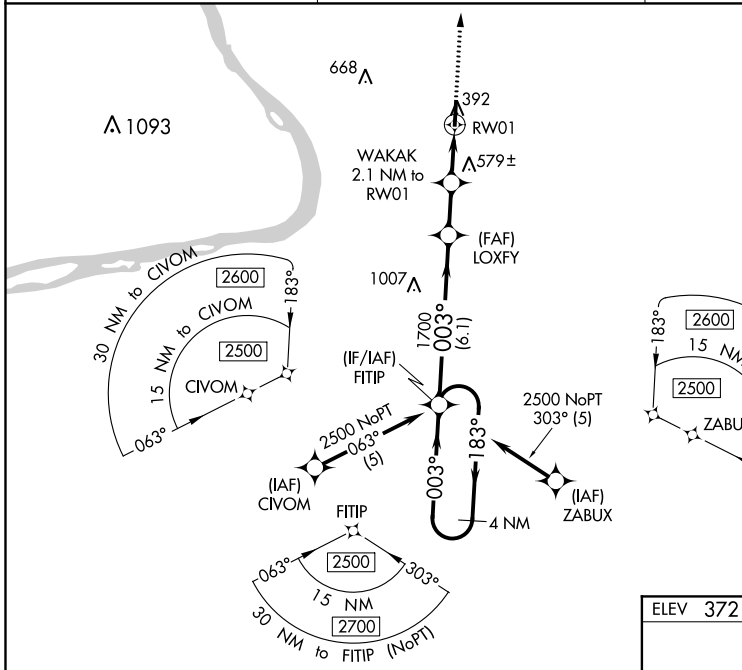 668
392
1093
RW01
WAKAK
2.1 NM to
RW01
579±
(FAF)
LOXFY
30 NM to CIVOM
2600
183°
15 NM to CIVOM
2500
CIVOM
063°
1007
1700
003°
(6.1)
(IF/IAF)
FITIP
2500 NoPT
063°
(5)
(IAF)
CIVOM
003°
183°
4 NM
2500 NoPT
303° (5)
(IAF)
ZABUX
183°
2600
15 NM
2500
ZABU
FITIP
063°
303°
2500
15 NM
2700
30 NM to FITIP (NoPT)
ELEV 372